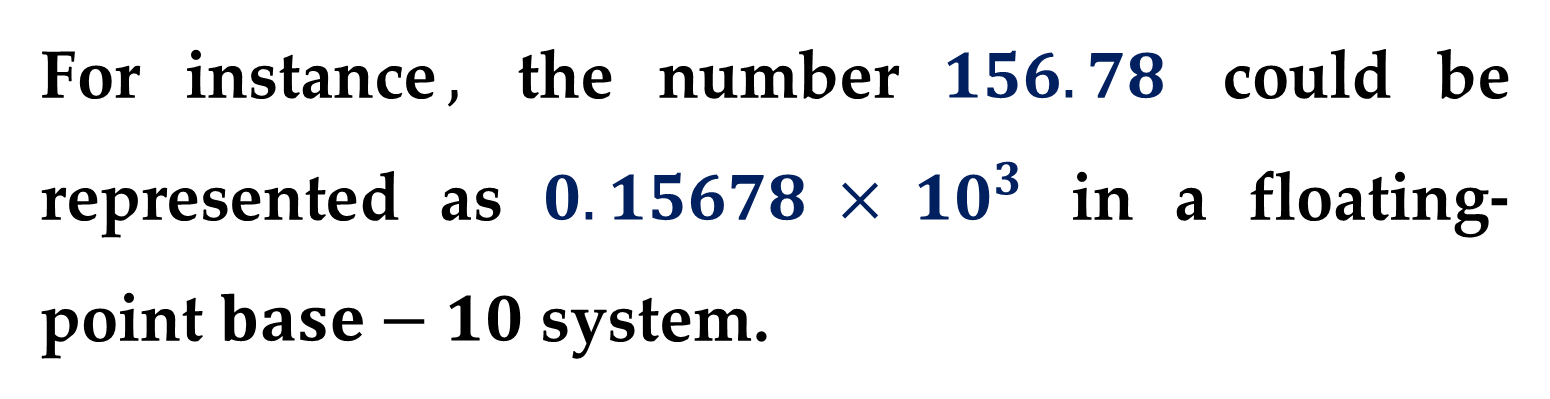 For instance, the number 156.78 could be
represented as 0.15678 × 10³ in a floating-
point base – 10 system.